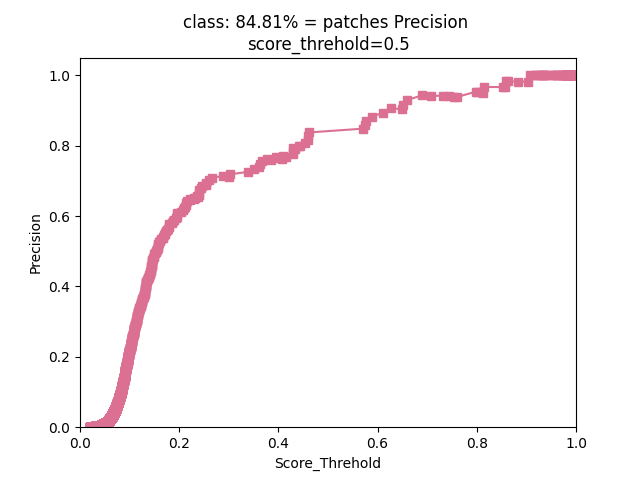 class: 84.81% = patches Precision
score_threhold=0.5
1.0
0.8
0.6
0.4
0.2
0.0
Precision
0.0 0.2 0.4 0.6 0.8 1.0
Score_Threhold